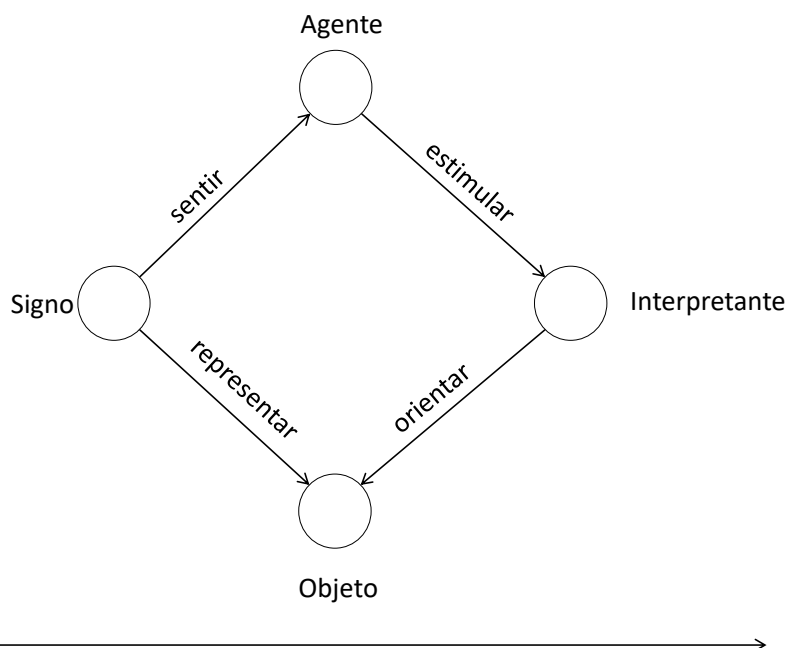 Agente
sentir
estimular
Signo
Interpretante
representar
orientar
Objeto